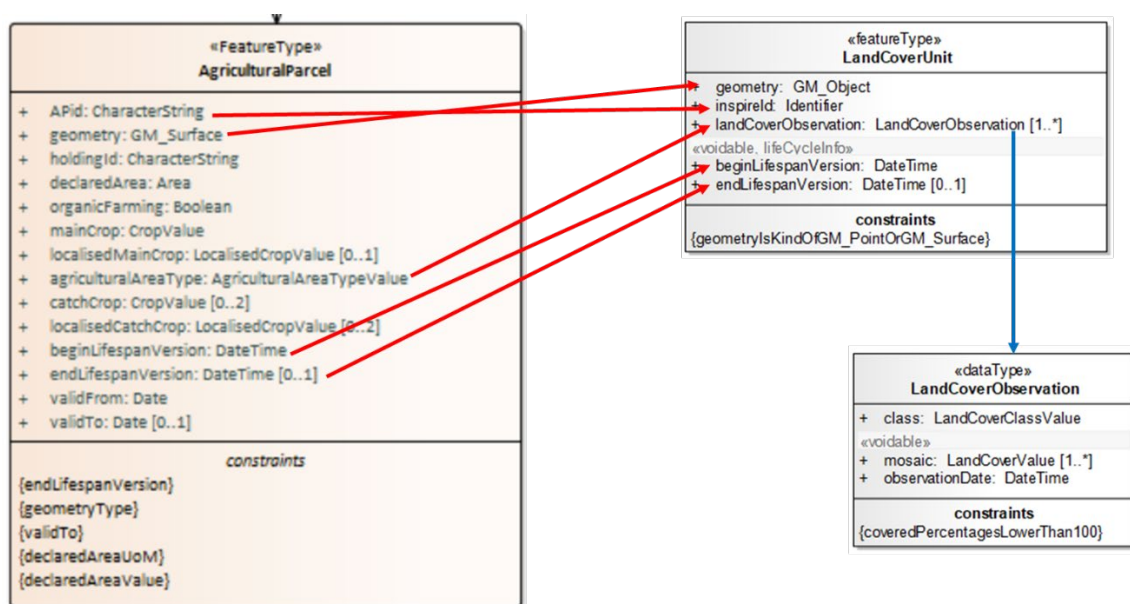 «FeatureType»
AgriculturalParcel
+ APid: CharacterString
+ geometry: GM_Surface
+ holdingId: CharacterString
+ declaredArea: Area
+ organicFarming: Boolean
+ mainCrop: CropValue
+ localisedMainCrop: LocalisedCropValue [0..1]
+ agriculturalAreaType: AgriculturalAreaTypeValue
+ catchCrop: CropValue [0..2]
+ localisedCatchCrop: LocalisedCropValue [0..2]
+ beginLifespanVersion: DateTime
+ endLifespanVersion: DateTime [0..1]
+ validFrom: Date
+ validTo: Date [0..1]
constraints
{endLifespanVersion}
{geometryType}
{validTo}
{declaredAreaUoM}
{declaredAreaValue}
«featureType»
LandCoverUnit
+ geometry: GM_Object
+ inspireId: Identifier
+ landCoverObservation: LandCoverObservation [1..*]
«voidable, lifeCycleInfo»
+ beginLifespanVersion: DateTime
+ endLifespanVersion: DateTime [0..1]
constraints
{geometryIsKindOfGM_PointOrGM_Surface}
«dataType»
LandCoverObservation
+ class: LandCoverClassValue
«voidable»
+ mosaic: LandCoverValue [1..*]
+ observationDate: DateTime
constraints
{coveredPercentagesLowerThan100}